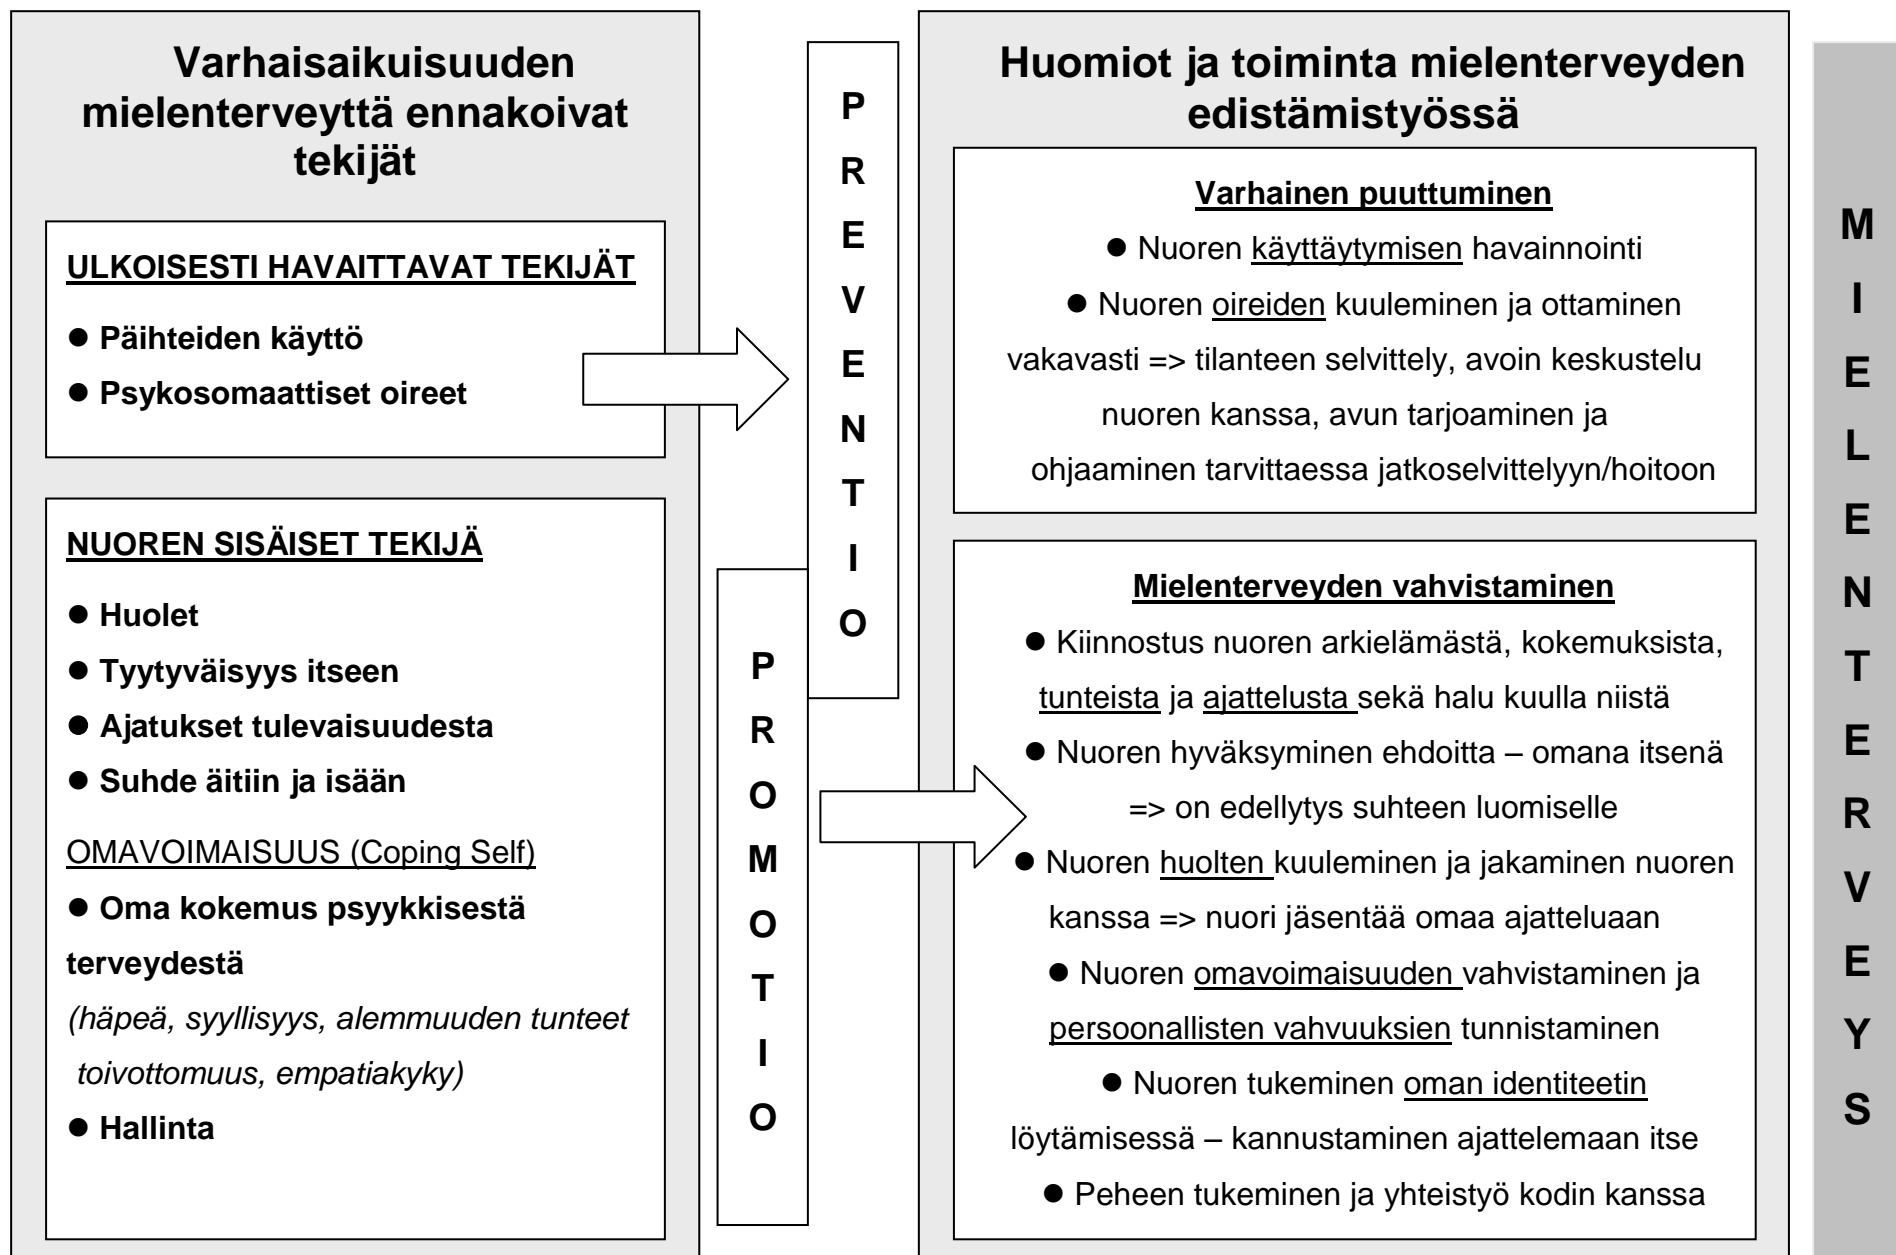 Varhaisaikuisuuden
mielenterveyttä ennakoivat
tekijät
ULKOISESTI HAVAITTAVAT TEKIJÄT
● Päihteiden käyttö
● Psykosomaattiset oireet
NUOREN SISÄISET TEKIJÄ
● Huolet
● Tyytyväisyys itseen
● Ajatukset tulevaisuudesta
● Suhde äitiin ja isään
OMAVOIMAISUUS (Coping Self)
● Oma kokemus psyykkisestä
terveydestä
(häpeä, syyllisyys, alemmuuden tunteet
toivottomuus, empatiakyky)
● Hallinta
PREVENTIO
PROMOTIO
Huomiot ja toiminta mielenterveyden
edistämistyössä
Varhainen puuttuminen
● Nuoren käyttäytymisen havainnointi
● Nuoren oireiden kuuleminen ja ottaminen
vakavasti => tilanteen selvittely, avoin keskustelu
nuoren kanssa, avun tarjoaminen ja
ohjaaminen tarvittaessa jatkoselvittelyyn/hoitoon
Mielenterveyden vahvistaminen
● Kiinnostus nuoren arkielämästä, kokemuksista,
tunteista ja ajattelusta sekä halu kuulla niistä
● Nuoren hyväksyminen ehdoitta – omana itsenä
=> on edellytys suhteen luomiselle
● Nuoren huolten kuuleminen ja jakaminen nuoren
kanssa => nuori jäsentää omaa ajatteluaan
● Nuoren omavoimaisuuden vahvistaminen ja
persoonallisten vahvuuksien tunnistaminen
● Nuoren tukeminen oman identiteetin
löytämisessä – kannustaminen ajattelemaan itse
● Peheen tukeminen ja yhteistyö kodin kanssa
MIELENTERVEYS